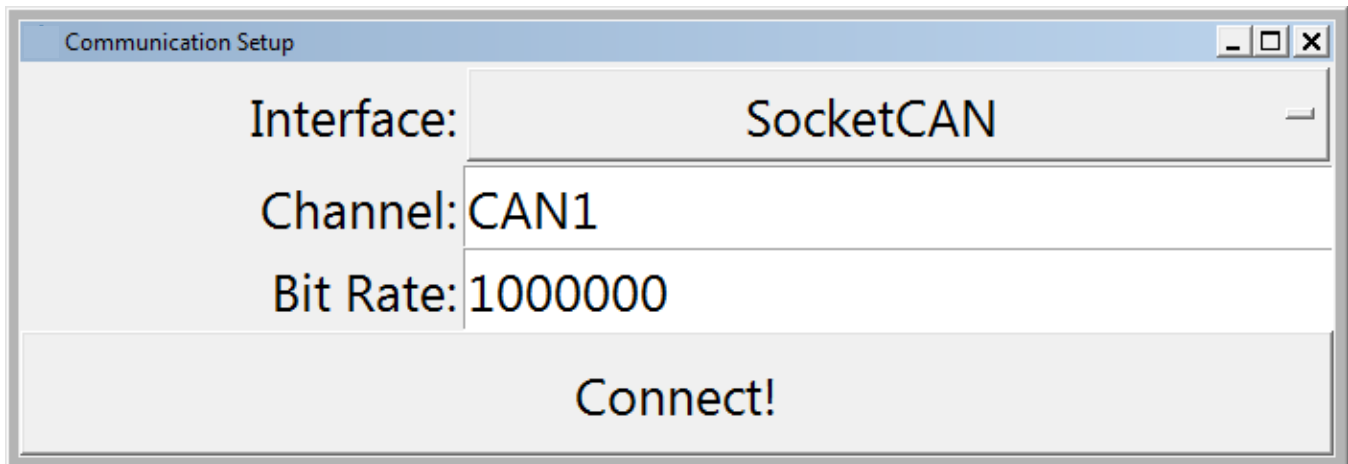 Communication Setup
Interface: SocketCAN
Channel: CAN1
Bit Rate: 1000000
Connect!